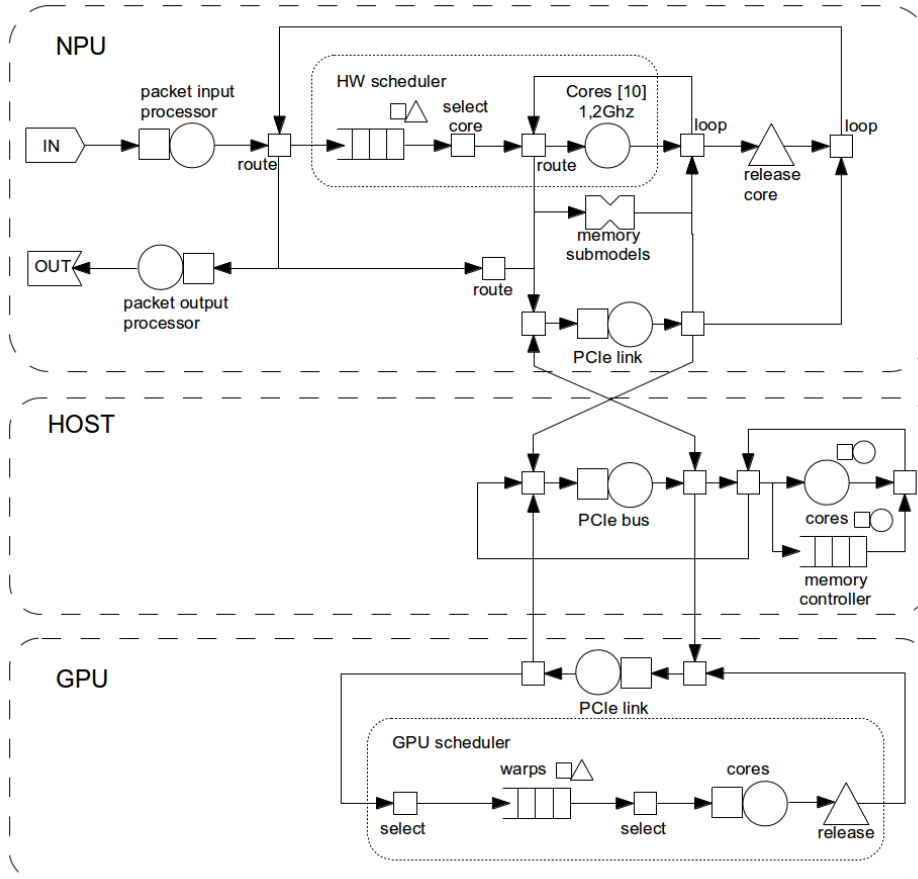 NPU
packet input
processor
IN
route
HW scheduler
select
core
Cores [10]
1,2Ghz
route
loop
release
core
loop
memory
submodels
OUT
packet output
processor
route
PCIe link
HOST
PCIe bus
cores
memory
controller
GPU
PCIe link
GPU scheduler
warps
cores
select
select
release